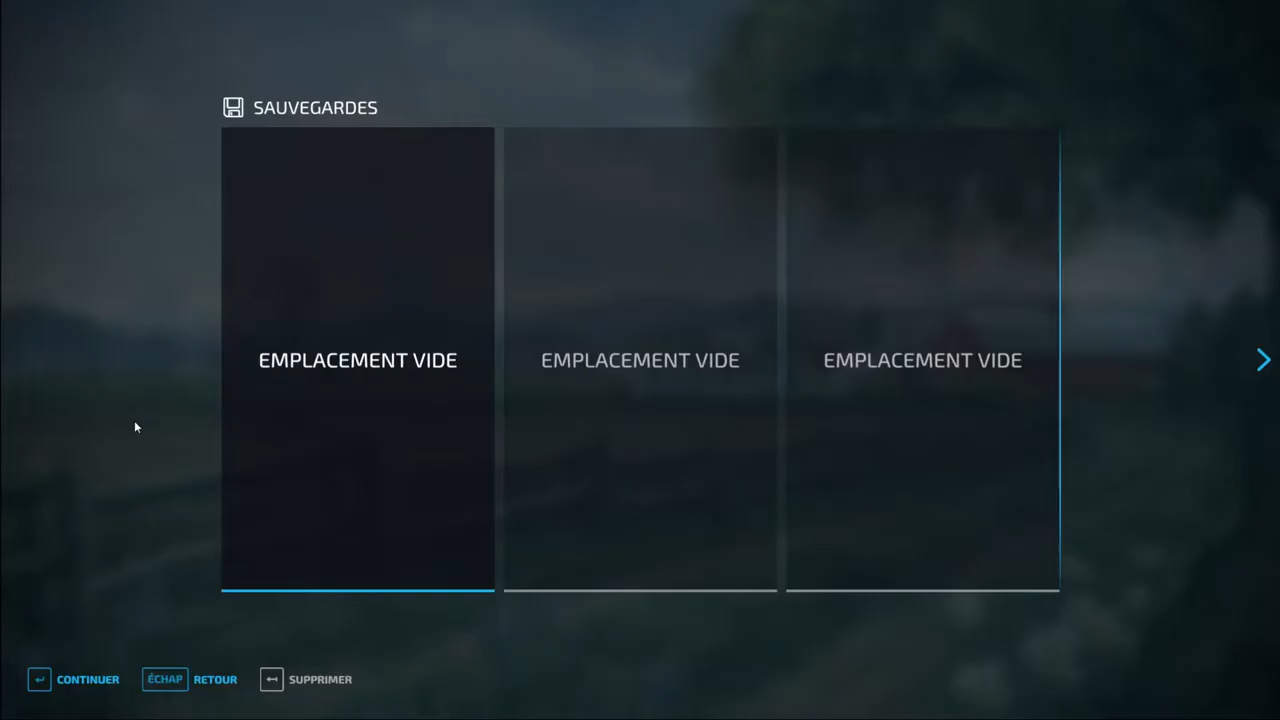 SAUVEGARDES
EMPLACEMENT VIDE
EMPLACEMENT VIDE
EMPLACEMENT VIDE
CONTINUER ÉCHAP RETOUR SUPPRIMER